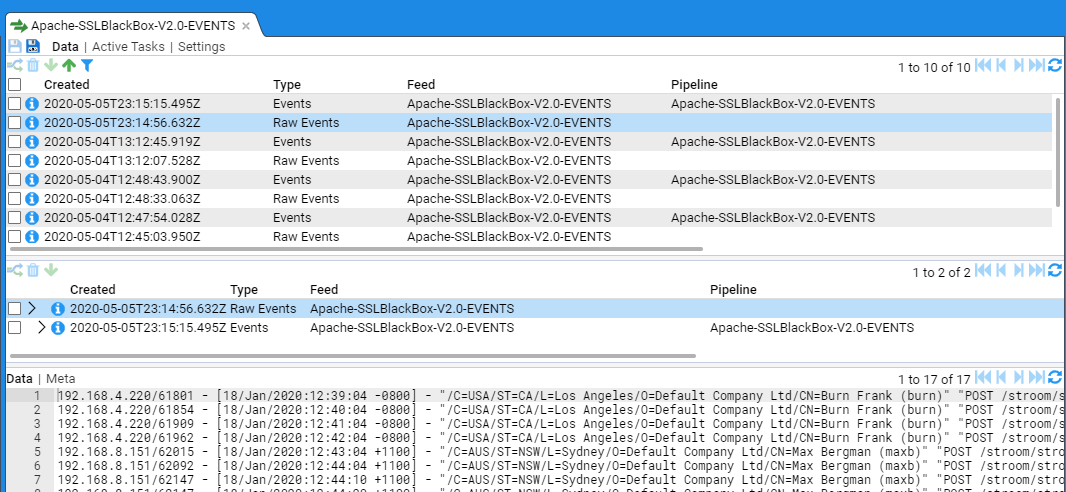 Apache-SSLBlackBox-V2.0-EVENTS ×
Data | Active Tasks | Settings
1 to 10 of 10
Created Type Feed Pipeline
2020-05-05T23:15:15.495Z Events Apache-SSLBlackBox-V2.0-EVENTS Apache-SSLBlackBox-V2.0-EVENTS
2020-05-05T23:14:56.632Z Raw Events Apache-SSLBlackBox-V2.0-EVENTS
2020-05-04T13:12:45.919Z Events Apache-SSLBlackBox-V2.0-EVENTS Apache-SSLBlackBox-V2.0-EVENTS
2020-05-04T13:12:07.528Z Raw Events Apache-SSLBlackBox-V2.0-EVENTS
2020-05-04T12:48:43.900Z Events Apache-SSLBlackBox-V2.0-EVENTS Apache-SSLBlackBox-V2.0-EVENTS
2020-05-04T12:48:33.063Z Raw Events Apache-SSLBlackBox-V2.0-EVENTS
2020-05-04T12:47:54.028Z Events Apache-SSLBlackBox-V2.0-EVENTS Apache-SSLBlackBox-V2.0-EVENTS
2020-05-04T12:45:03.950Z Raw Events Apache-SSLBlackBox-V2.0-EVENTS
1 to 2 of 2
Created Type Feed Pipeline
2020-05-05T23:14:56.632Z Raw Events Apache-SSLBlackBox-V2.0-EVENTS
2020-05-05T23:15:15.495Z Events Apache-SSLBlackBox-V2.0-EVENTS Apache-SSLBlackBox-V2.0-EVENTS
Data | Meta 1 to 17 of 17
1 192.168.4.220/61801 - [18/Jan/2020:12:39:04 -0800] - "/C=USA/ST=CA/L=Los Angeles/O=Default Company Ltd/CN=Burn Frank (burn)" "POST /stroom/s
2 192.168.4.220/61854 - [18/Jan/2020:12:40:04 -0800] - "/C=USA/ST=CA/L=Los Angeles/O=Default Company Ltd/CN=Burn Frank (burn)" "POST /stroom/s
3 192.168.4.220/61909 - [18/Jan/2020:12:41:04 -0800] - "/C=USA/ST=CA/L=Los Angeles/O=Default Company Ltd/CN=Burn Frank (burn)" "POST /stroom/s
4 192.168.4.220/61962 - [18/Jan/2020:12:42:04 -0800] - "/C=USA/ST=CA/L=Los Angeles/O=Default Company Ltd/CN=Burn Frank (burn)" "POST /stroom/s
5 192.168.8.151/62015 - [18/Jan/2020:12:43:04 +1100] - "/C=AUS/ST=NSW/L=Sydney/O=Default Company Ltd/CN=Max Bergman (maxb)" "POST /stroom/stro
6 192.168.8.151/62092 - [18/Jan/2020:12:44:04 +1100] - "/C=AUS/ST=NSW/L=Sydney/O=Default Company Ltd/CN=Max Bergman (maxb)" "POST /stroom/stro
7 192.168.8.151/62147 - [18/Jan/2020:12:44:10 +1100] - "/C=AUS/ST=NSW/L=Sydney/O=Default Company Ltd/CN=Max Bergman (maxb)" "POST /stroom/stro